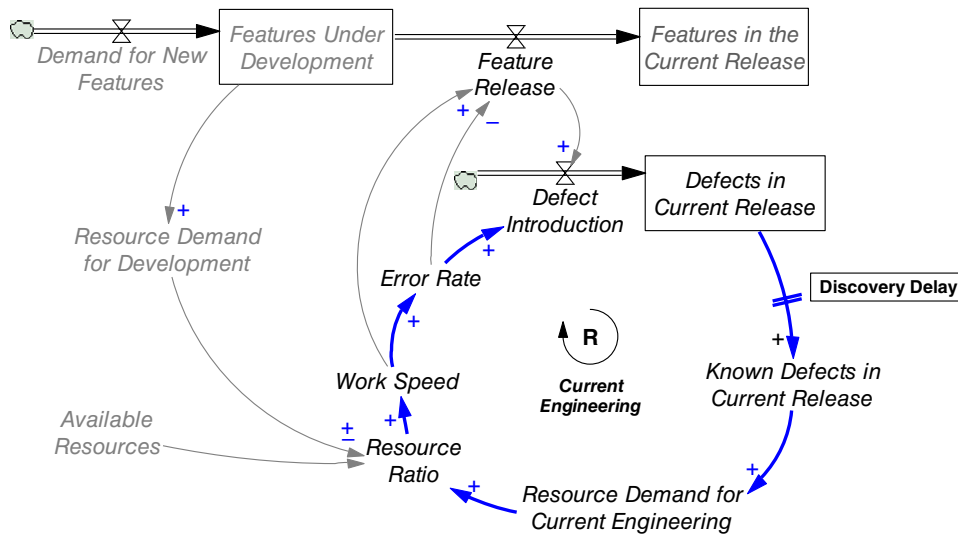 Demand for New
Features
Features Under
Development
Feature
Release
Features in the
Current Release
+
–
+
Defect
Introduction
Defects in
Current Release
+
Resource Demand
for Development
+
Error Rate
Discovery Delay
+
R
+
Work Speed
Current
Engineering
Known Defects in
Current Release
+
Available
Resources
+
–
Resource
Ratio
+
+
Resource Demand for
Current Engineering